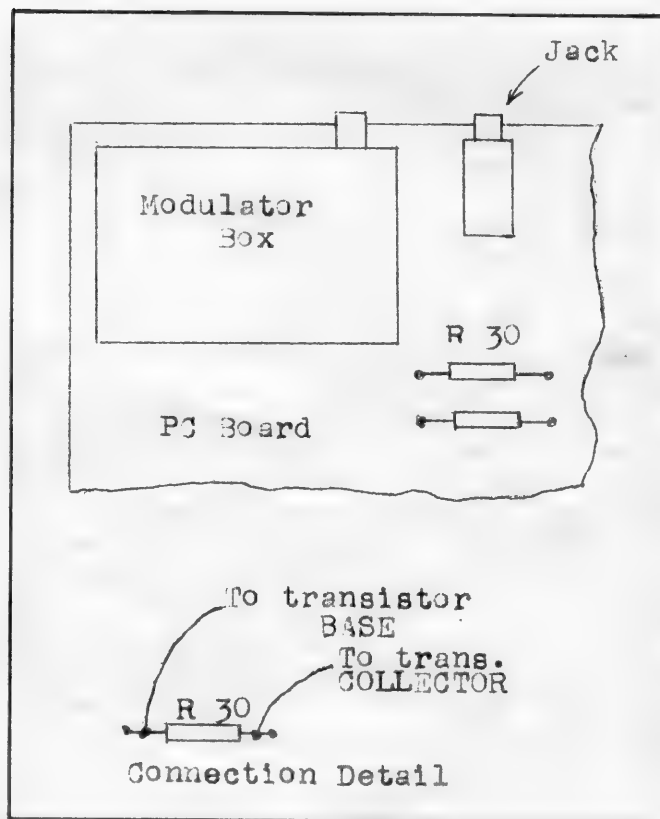 Jack
Modulator
Box
R 30
PC Board
To transistor
BASE
To trans.
COLLECTOR
R 30
Connection Detail